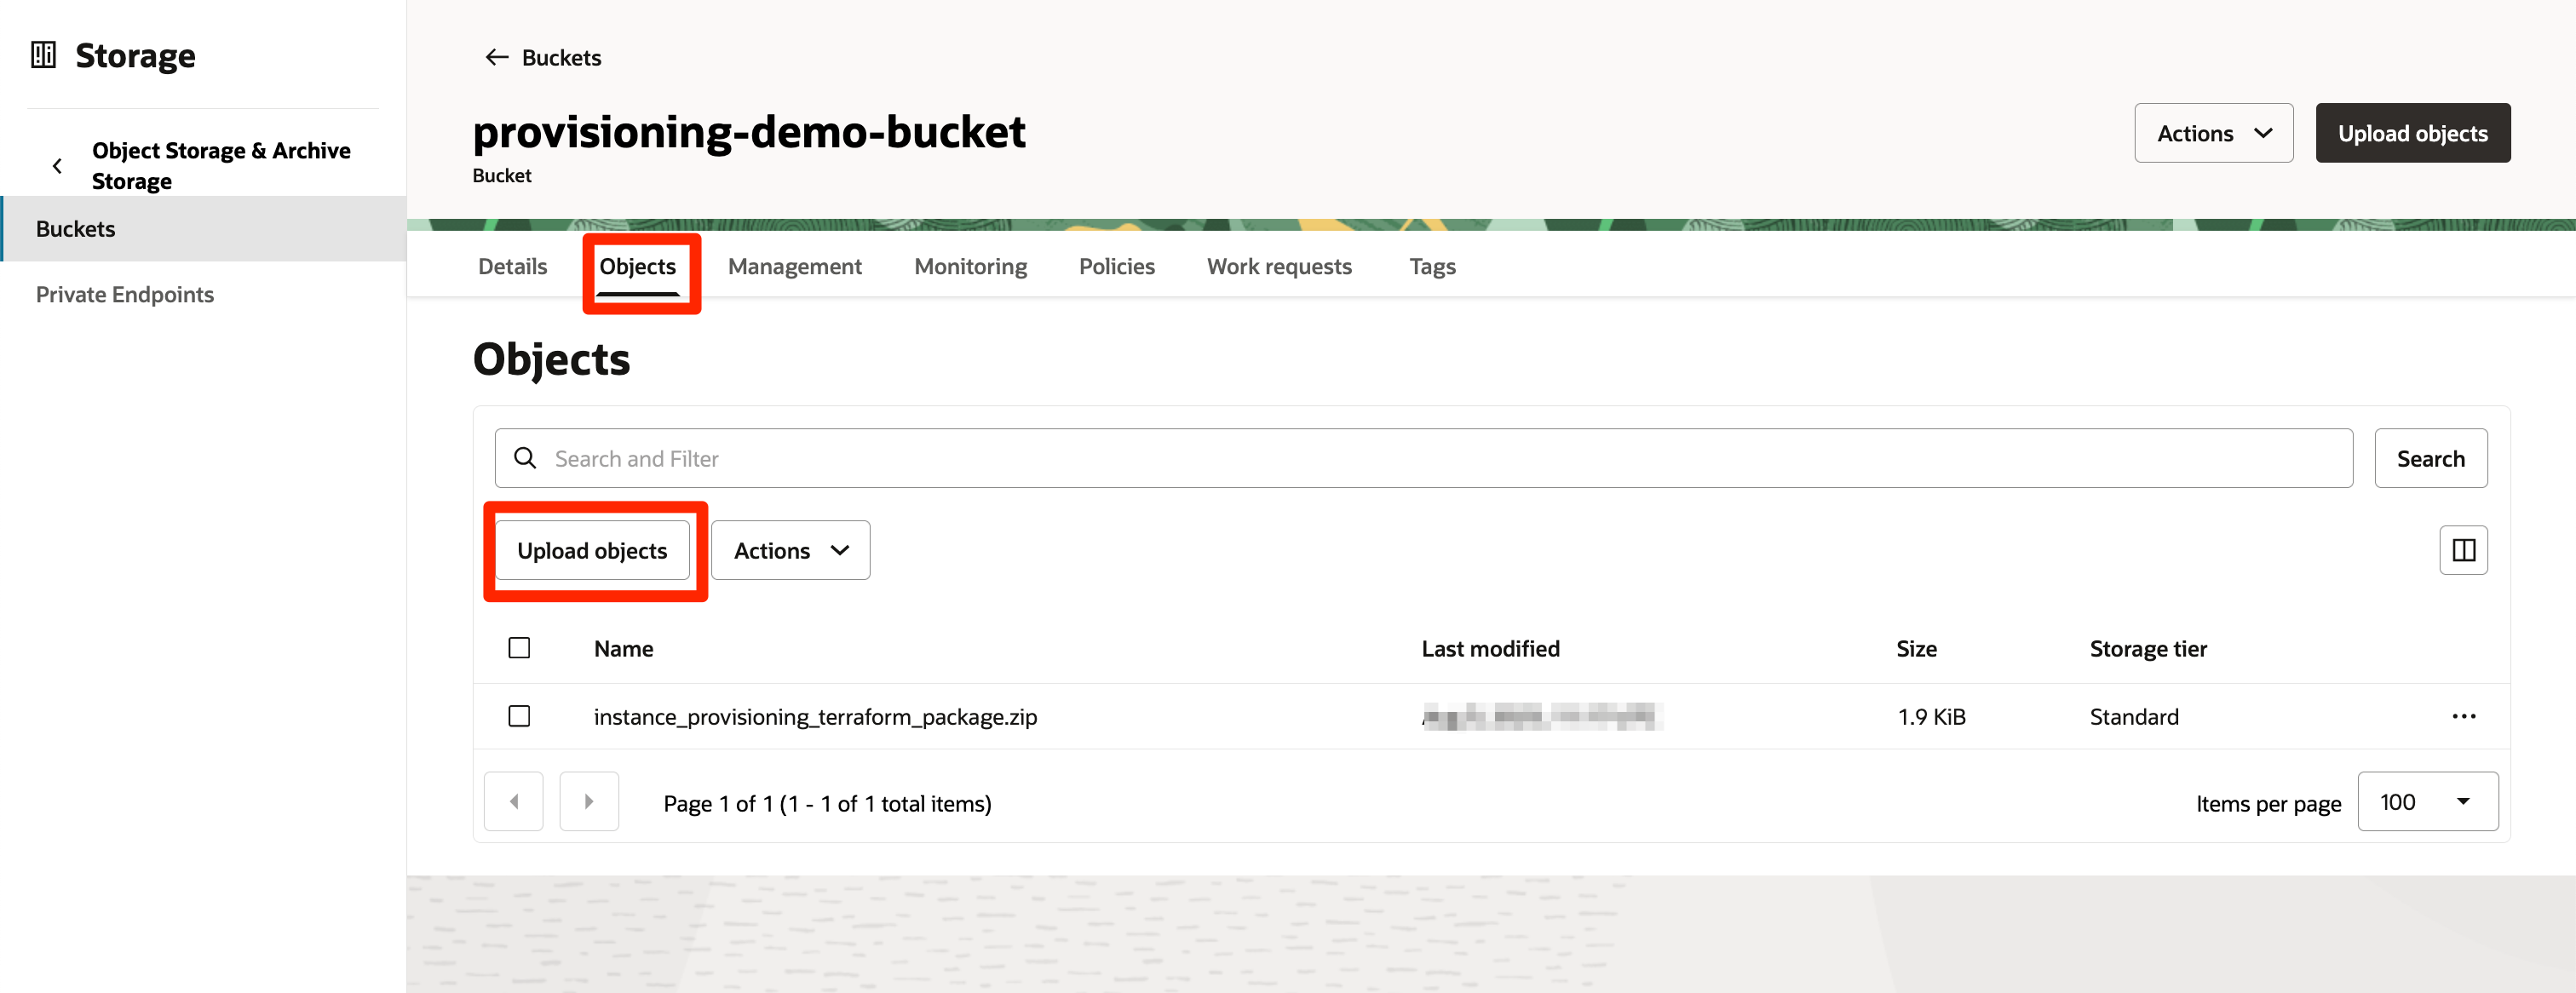 Storage
Object Storage & Archive
Storage
Buckets
Private Endpoints
Buckets
provisioning-demo-bucket
Bucket
Actions
Upload objects
Details
Objects
Management
Monitoring
Policies
Work requests
Tags
Objects
Search and Filter
Search
Upload objects
Actions
Name
Last modified
Size
Storage tier
instance_provisioning_terraform_package.zip
1.9 KiB
Standard
Page 1 of 1 (1 - 1 of 1 total items)
Items per page
100